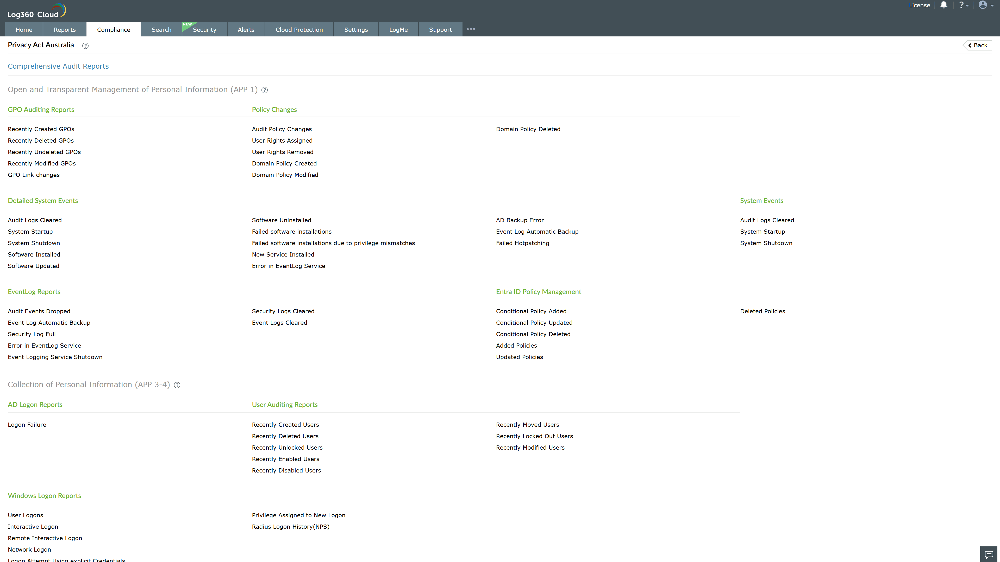 Log360 Cloud
License
?
Home
Reports
Compliance
Search
NEW
Security
Alerts
Cloud Protection
Settings
LogMe
Support
Privacy Act Australia ?
Back
Comprehensive Audit Reports
Open and Transparent Management of Personal Information (APP 1) ?
GPO Auditing Reports
Recently Created GPOs
Recently Deleted GPOs
Recently Undeleted GPOs
Recently Modified GPOs
GPO Link changes
Policy Changes
Audit Policy Changes
User Rights Assigned
User Rights Removed
Domain Policy Created
Domain Policy Modified
Domain Policy Deleted
Detailed System Events
Audit Logs Cleared
System Startup
System Shutdown
Software Installed
Software Updated
Software Uninstalled
Failed software installations
Failed software installations due to privilege mismatches
New Service Installed
Error in EventLog Service
AD Backup Error
Event Log Automatic Backup
Failed Hotpatching
System Events
Audit Logs Cleared
System Startup
System Shutdown
EventLog Reports
Audit Events Dropped
Event Log Automatic Backup
Security Log Full
Error in EventLog Service
Event Logging Service Shutdown
Security Logs Cleared
Event Logs Cleared
Entra ID Policy Management
Conditional Policy Added
Conditional Policy Updated
Conditional Policy Deleted
Added Policies
Updated Policies
Deleted Policies
Collection of Personal Information (APP 3-4) ?
AD Logon Reports
Logon Failure
User Auditing Reports
Recently Created Users
Recently Deleted Users
Recently Unlocked Users
Recently Enabled Users
Recently Disabled Users
Recently Moved Users
Recently Locked Out Users
Recently Modified Users
Windows Logon Reports
User Logons
Interactive Logon
Remote Interactive Logon
Network Logon
Logon Attempt Using explicit Credentials
Privilege Assigned to New Logon
Radius Logon History(NPS)